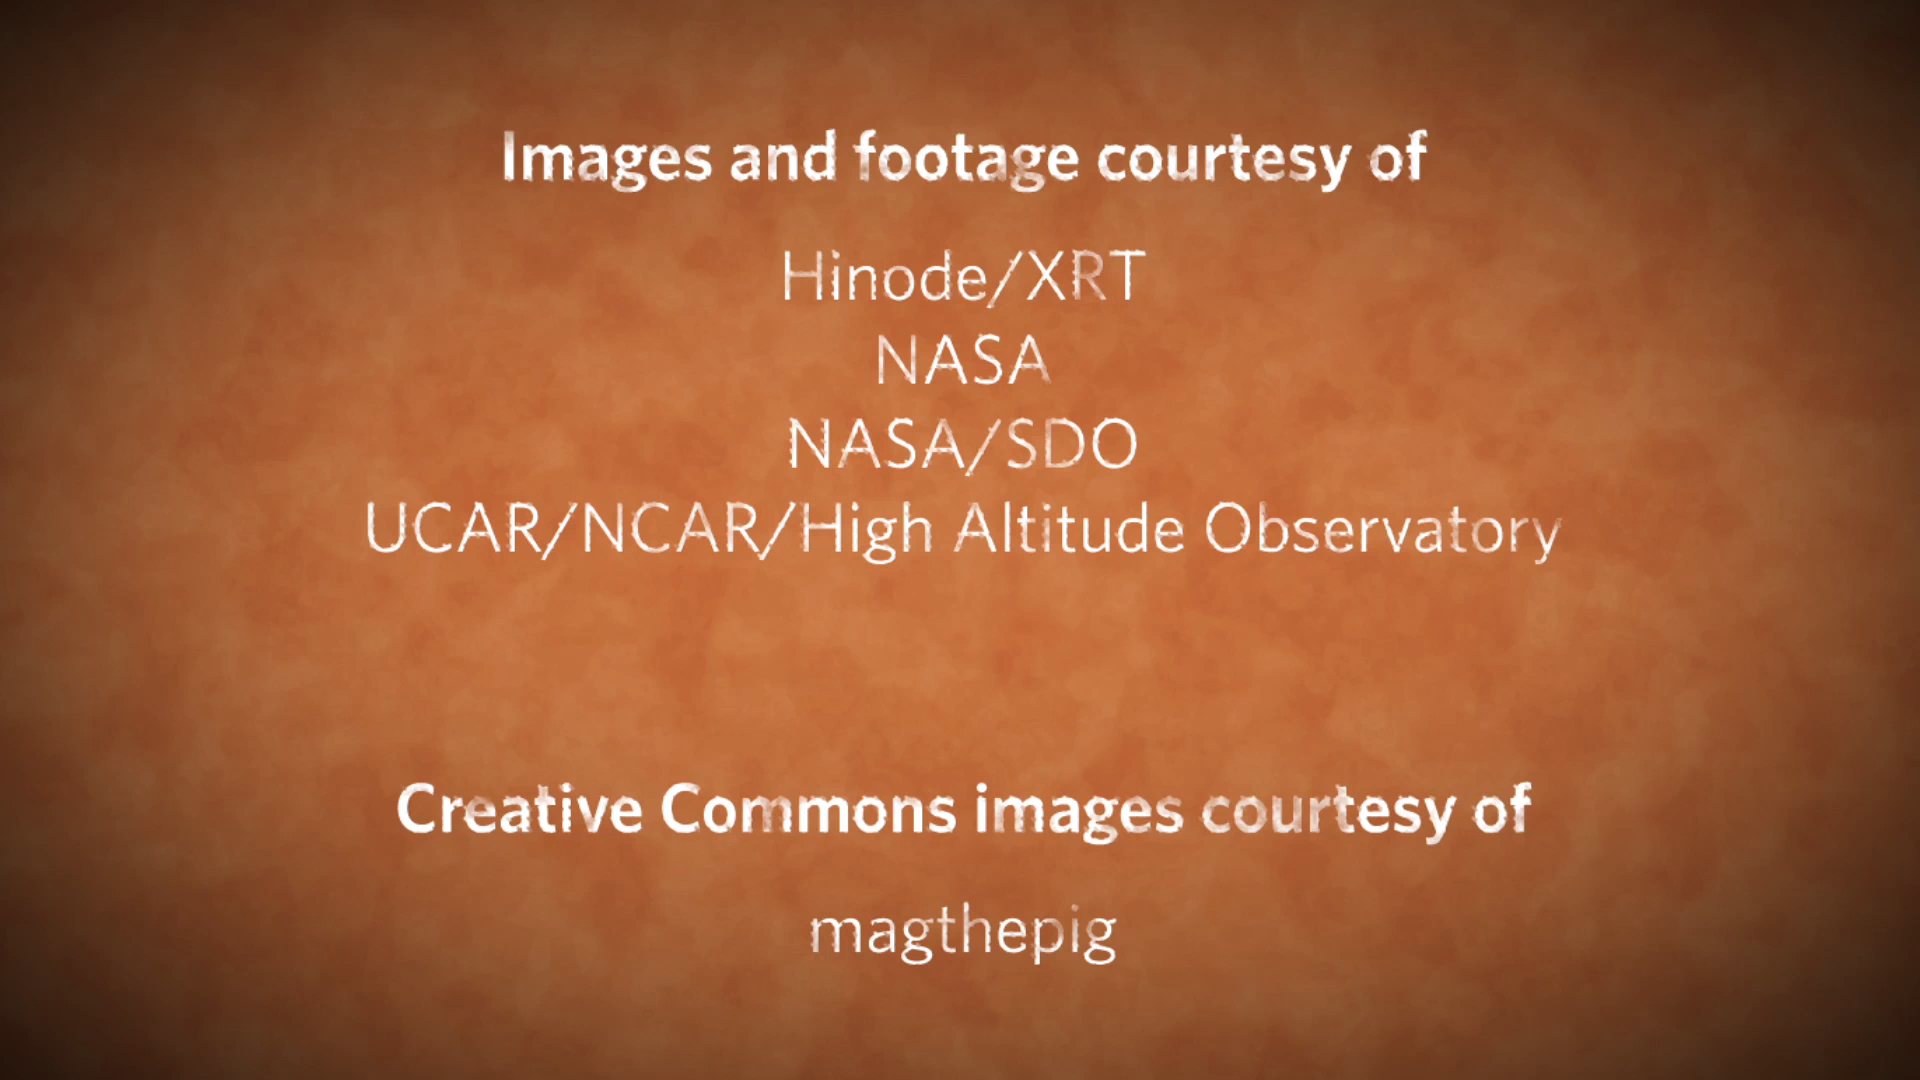 Images and footage courtesy of
Hinode/XRT
NASA
NASA/SDO
UCAR/NCAR/High Altitude Observatory
Creative Commons images courtesy of
magthepig